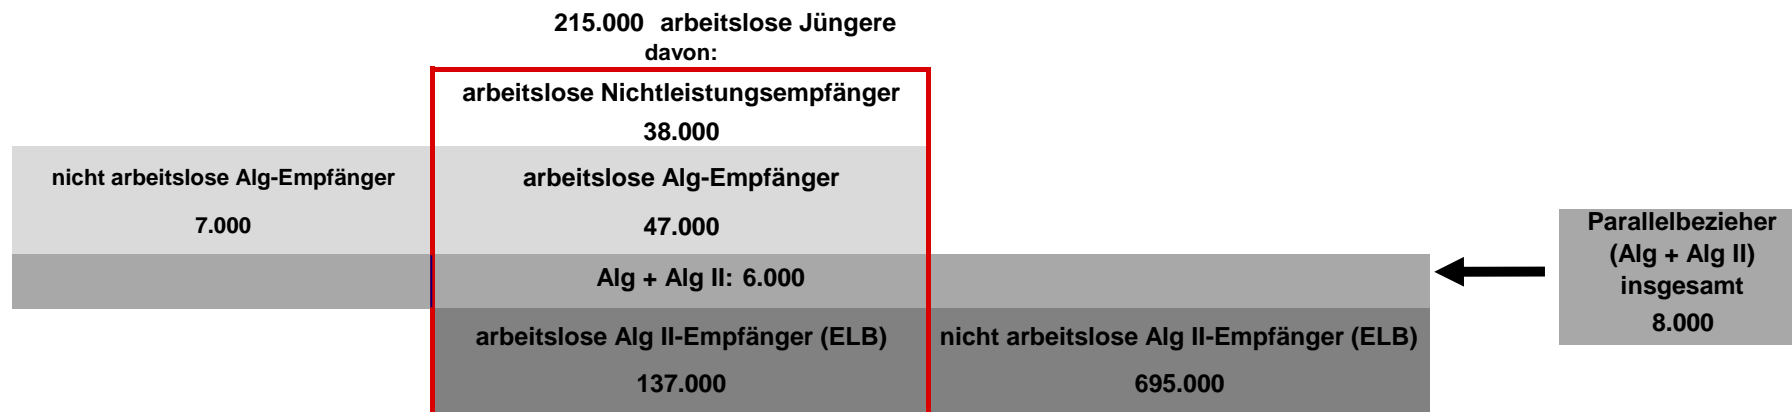 215.000 arbeitslose Jüngere
davon:
arbeitslose Nichtleistungsempfänger
38.000
nicht arbeitslose Alg-Empfänger
7.000
arbeitslose Alg-Empfänger
47.000
Alg + Alg II: 6.000
arbeitslose Alg II-Empfänger (ELB)
137.000
nicht arbeitslose Alg II-Empfänger (ELB)
695.000
Parallelbezieher
(Alg + Alg II)
insgesamt
8.000